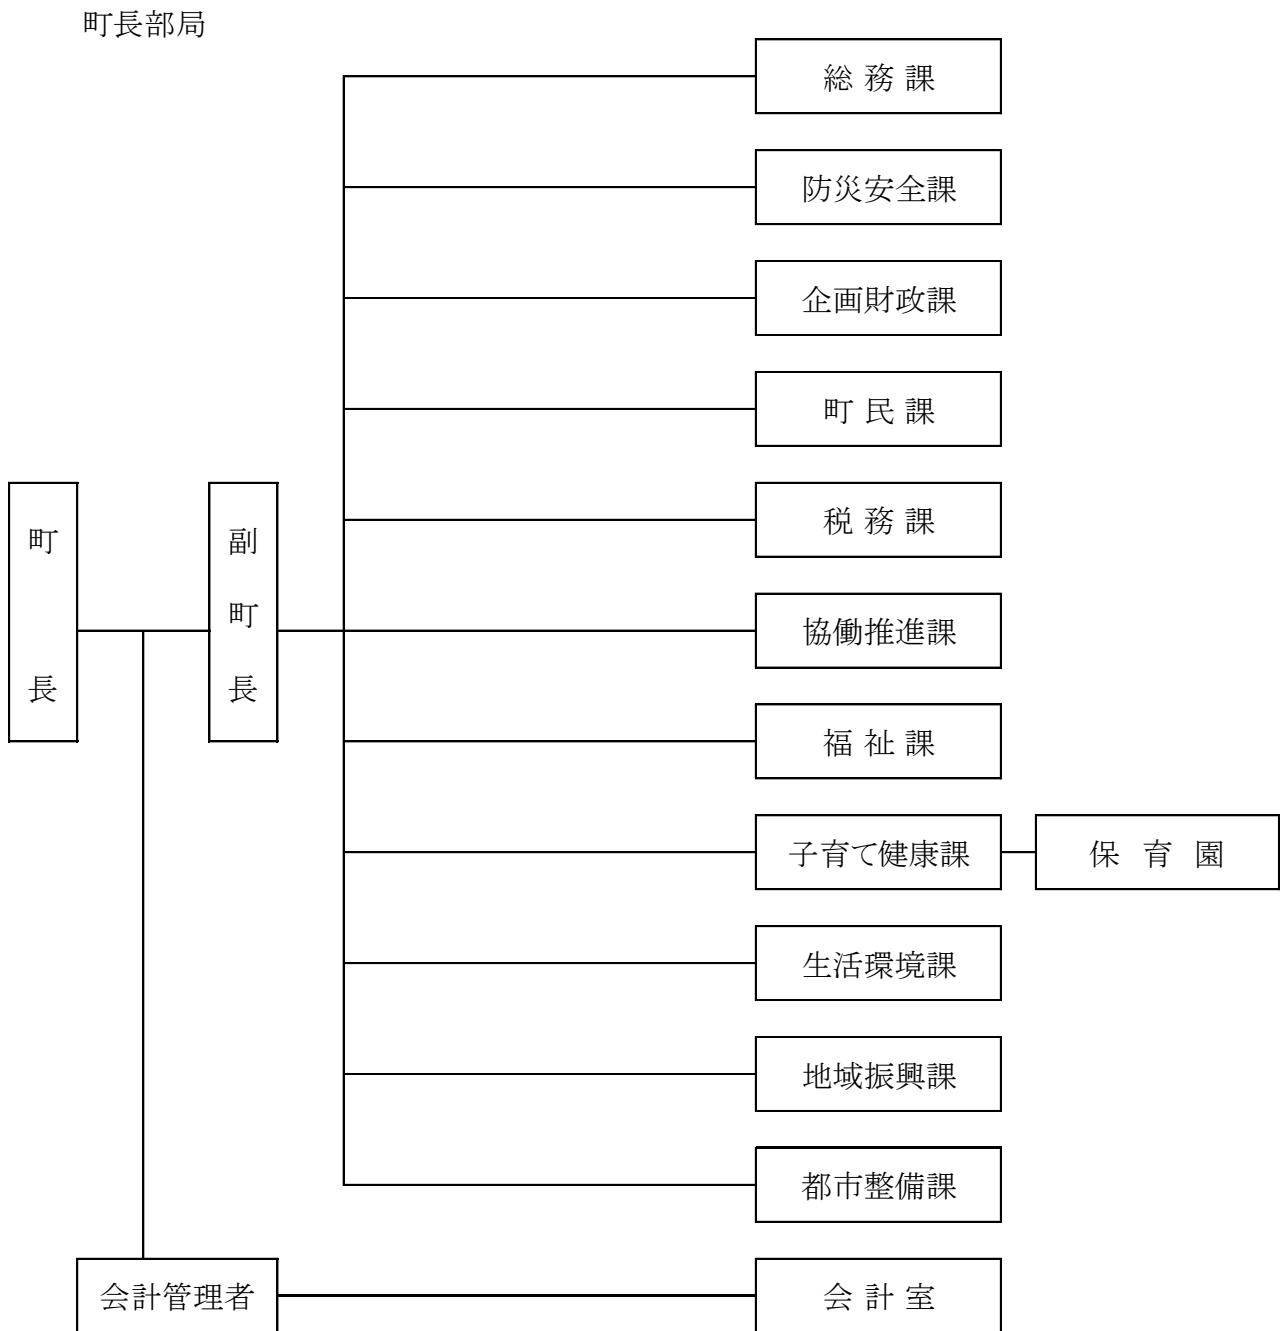 町長部局
総務課
防災安全課
企画財政課
町民課
税務課
町長
副町長
協働推進課
福祉課
子育て健康課
保育園
生活環境課
地域振興課
都市整備課
会計管理者
会計室